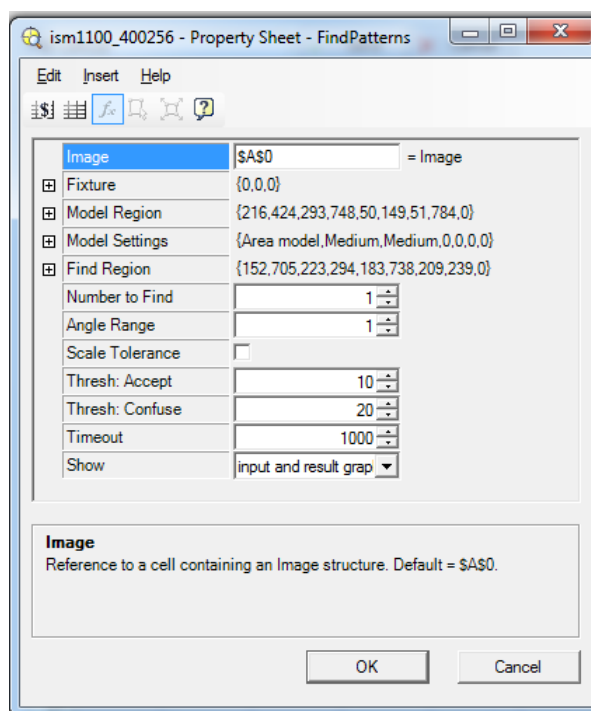 ism1100_400256 - Property Sheet - FindPatterns
Edit Insert Help
$ fx ?
Image $A$0 = Image
Fixture {0,0,0}
Model Region {216,424,293,748,50,149,51,784,0}
Model Settings {Area model,Medium,Medium,0,0,0,0}
Find Region {152,705,223,294,183,738,209,239,0}
Number to Find 1
Angle Range 1
Scale Tolerance
Thresh: Accept 10
Thresh: Confuse 20
Timeout 1000
Show input and result grap
Image
Reference to a cell containing an Image structure. Default = $A$0.
OK Cancel